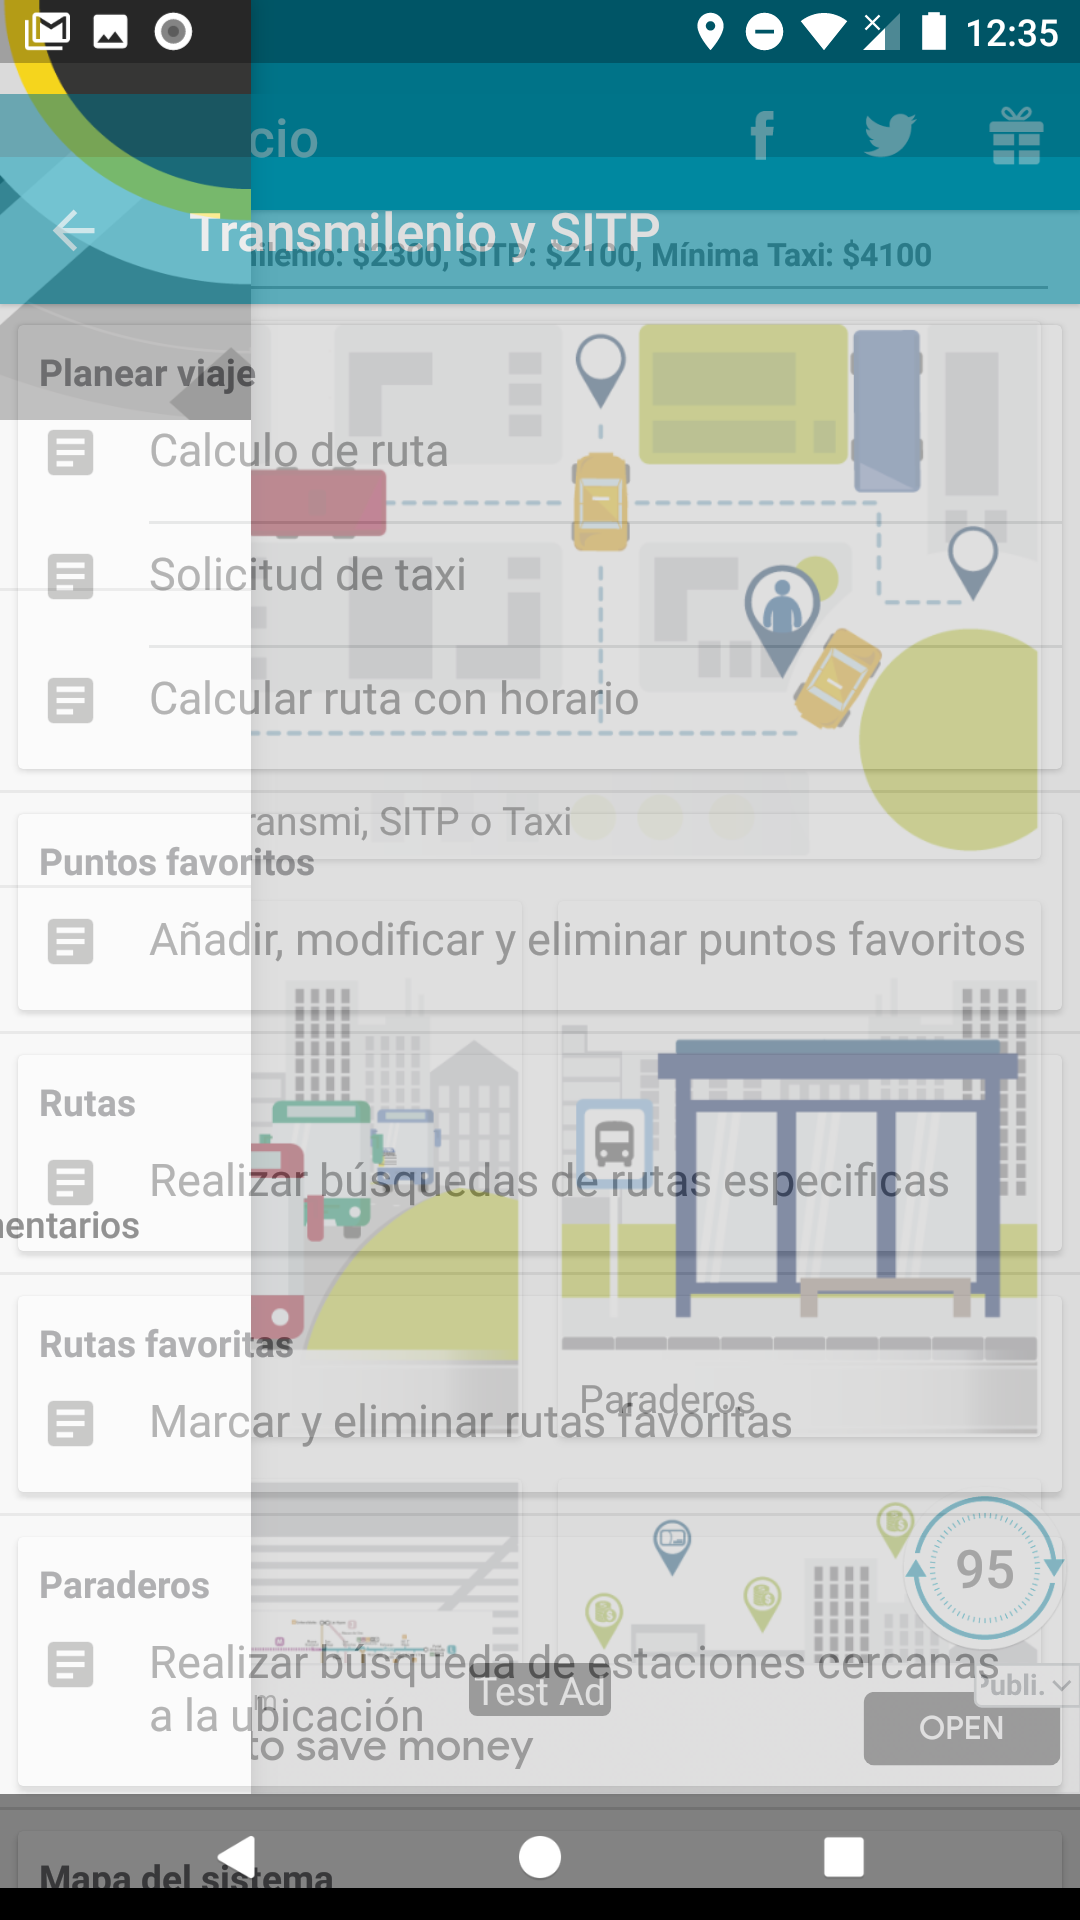 12:35
cio
Transmilenio y SITP
ilenio: $2300, SITP: $2100, Mínima Taxi: $4100
Planear viaje
Calculo de ruta
Solicitud de taxi
Calcular ruta con horario
ransmi, SITP o Taxi
Puntos favoritos
Añadir, modificar y eliminar puntos favoritos
Rutas
Realizar búsquedas de rutas especificas
entarios
Rutas favoritas
Paraderos
Marcar y eliminar rutas favoritas
95
Paraderos
Realizar búsqueda de estaciones cercanas
a la ubicación
m
Test Ad
Publi.
OPEN
to save money
Mapa del sistema